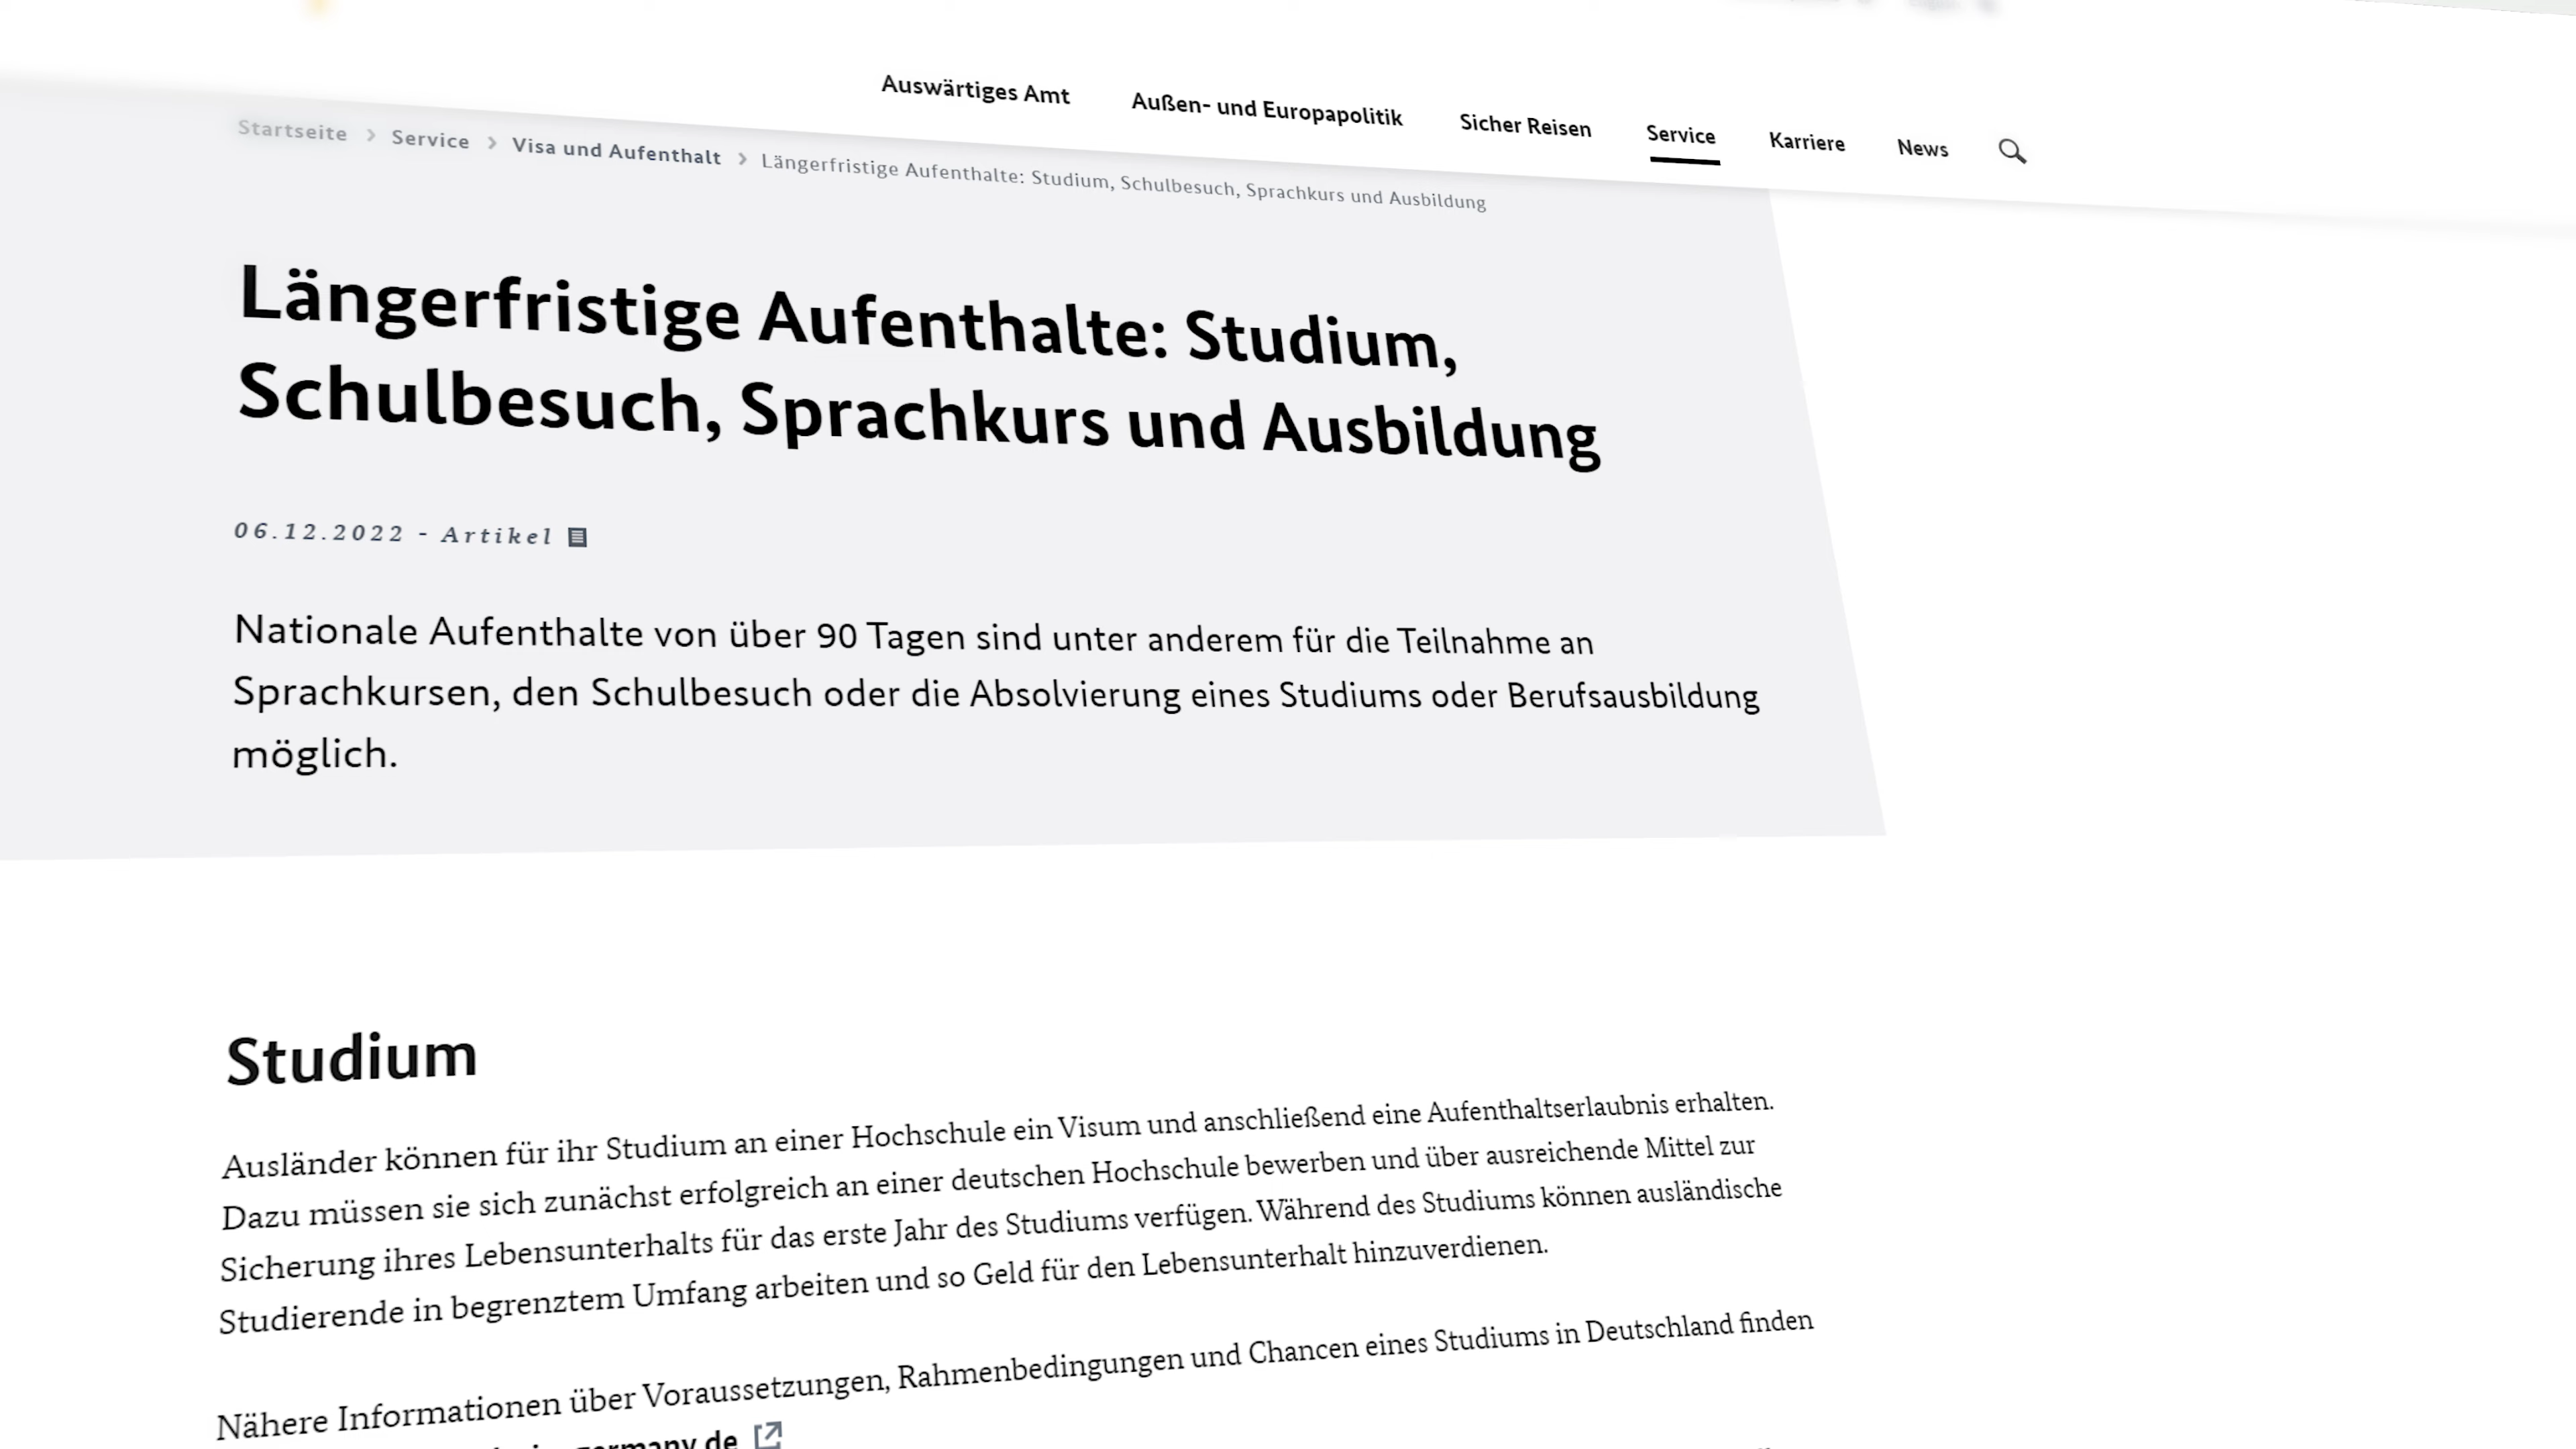 Auswärtiges Amt Außen- und Europapolitik Sicher Reisen Service Karriere News
Startseite > Service > Visa und Aufenthalt > Längerfristige Aufenthalte: Studium, Schulbesuch, Sprachkurs und Ausbildung
Längerfristige Aufenthalte: Studium,
Schulbesuch, Sprachkurs und Ausbildung
06.12.2022 - Artikel
Nationale Aufenthalte von über 90 Tagen sind unter anderem für die Teilnahme an
Sprachkursen, den Schulbesuch oder die Absolvierung eines Studiums oder Berufsausbildung
möglich.
Studium
Ausländer können für ihr Studium an einer Hochschule ein Visum und anschließend eine Aufenthaltserlaubnis erhalten.
Dazu müssen sie sich zunächst erfolgreich an einer deutschen Hochschule bewerben und über ausreichende Mittel zur
Sicherung ihres Lebensunterhalts für das erste Jahr des Studiums verfügen. Während des Studiums können ausländische
Studierende in begrenztem Umfang arbeiten und so Geld für den Lebensunterhalt hinzuverdienen.
Nähere Informationen über Voraussetzungen, Rahmenbedingungen und Chancen eines Studiums in Deutschland finden